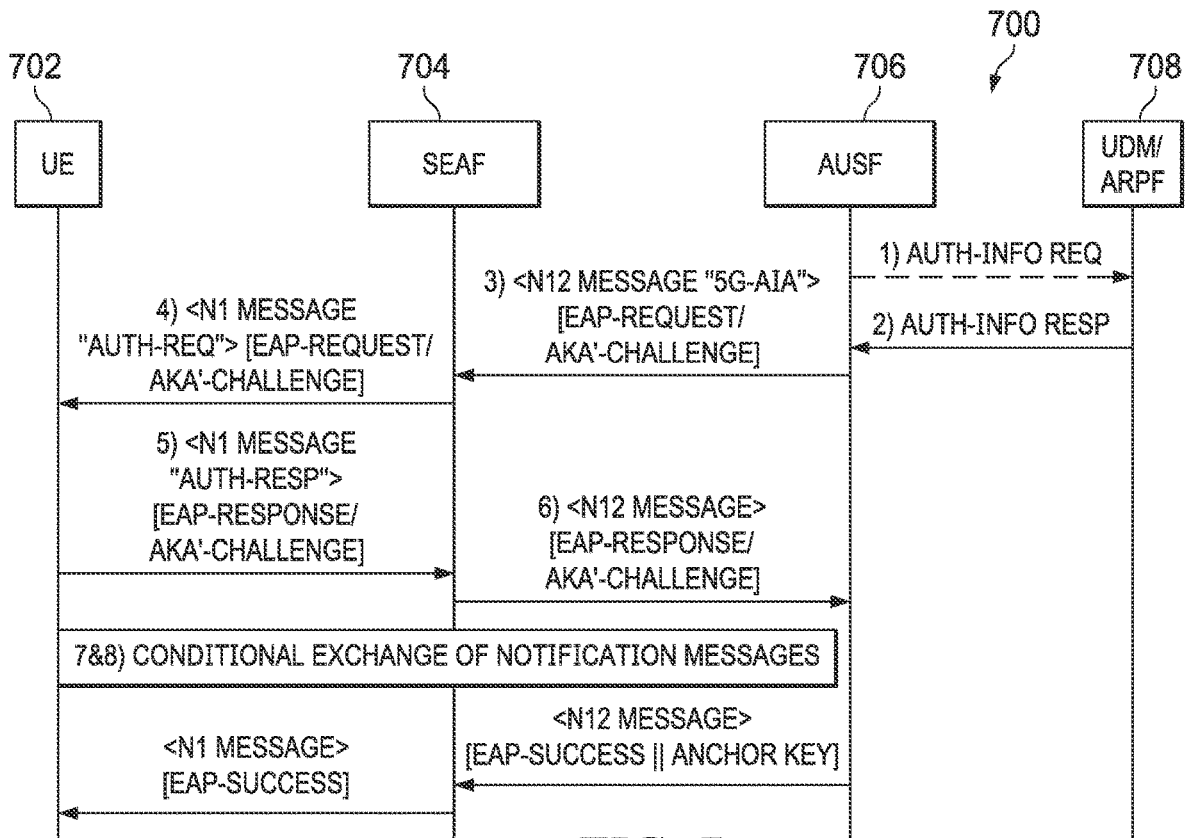 700
702
704
706
708
UE
SEAF
AUSF
UDM/
ARPF
1) AUTH-INFO REQ
2) AUTH-INFO RESP
3) <N12 MESSAGE "5G-AIA">
[EAP-REQUEST/
AKA'-CHALLENGE]
4) <N1 MESSAGE
"AUTH-REQ"> [EAP-REQUEST/
AKA'-CHALLENGE]
5) <N1 MESSAGE
"AUTH-RESP">
[EAP-RESPONSE/
AKA'-CHALLENGE]
6) <N12 MESSAGE>
[EAP-RESPONSE/
AKA'-CHALLENGE]
7&8) CONDITIONAL EXCHANGE OF NOTIFICATION MESSAGES
<N12 MESSAGE>
[EAP-SUCCESS || ANCHOR KEY]
<N1 MESSAGE>
[EAP-SUCCESS]